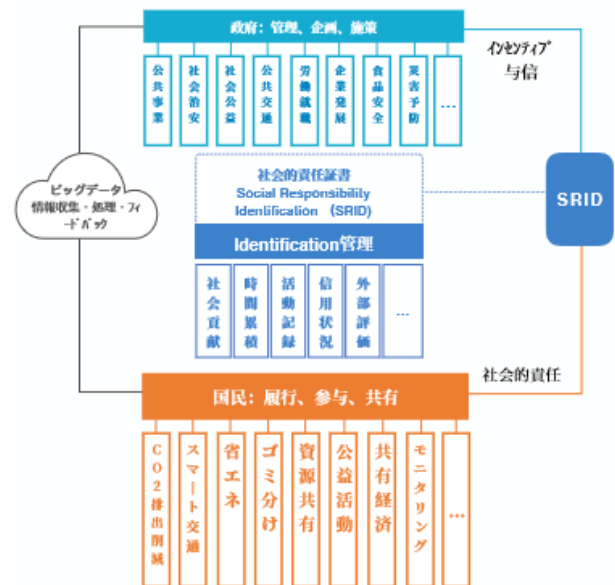 政府：管理、企画、施策
インセンティブ
与信
公共事業
社会治安
社会公益
公共交通
労働就職
企業発展
食品安全
災害予防
...
ビッグデータ
情報収集・処理・フィ
ードバック
社会的責任証書
Social Responsibility
Identification （SRID）
SRID
Identification管理
社会貢献
時間累積
活動記録
信用状況
外部評価
...
社会的責任
国民：履行、参与、共有
CO2排出削減
スマート交通
省エネ
ゴミ分け
資源共有
公益活動
共有経済
モニタリング
...